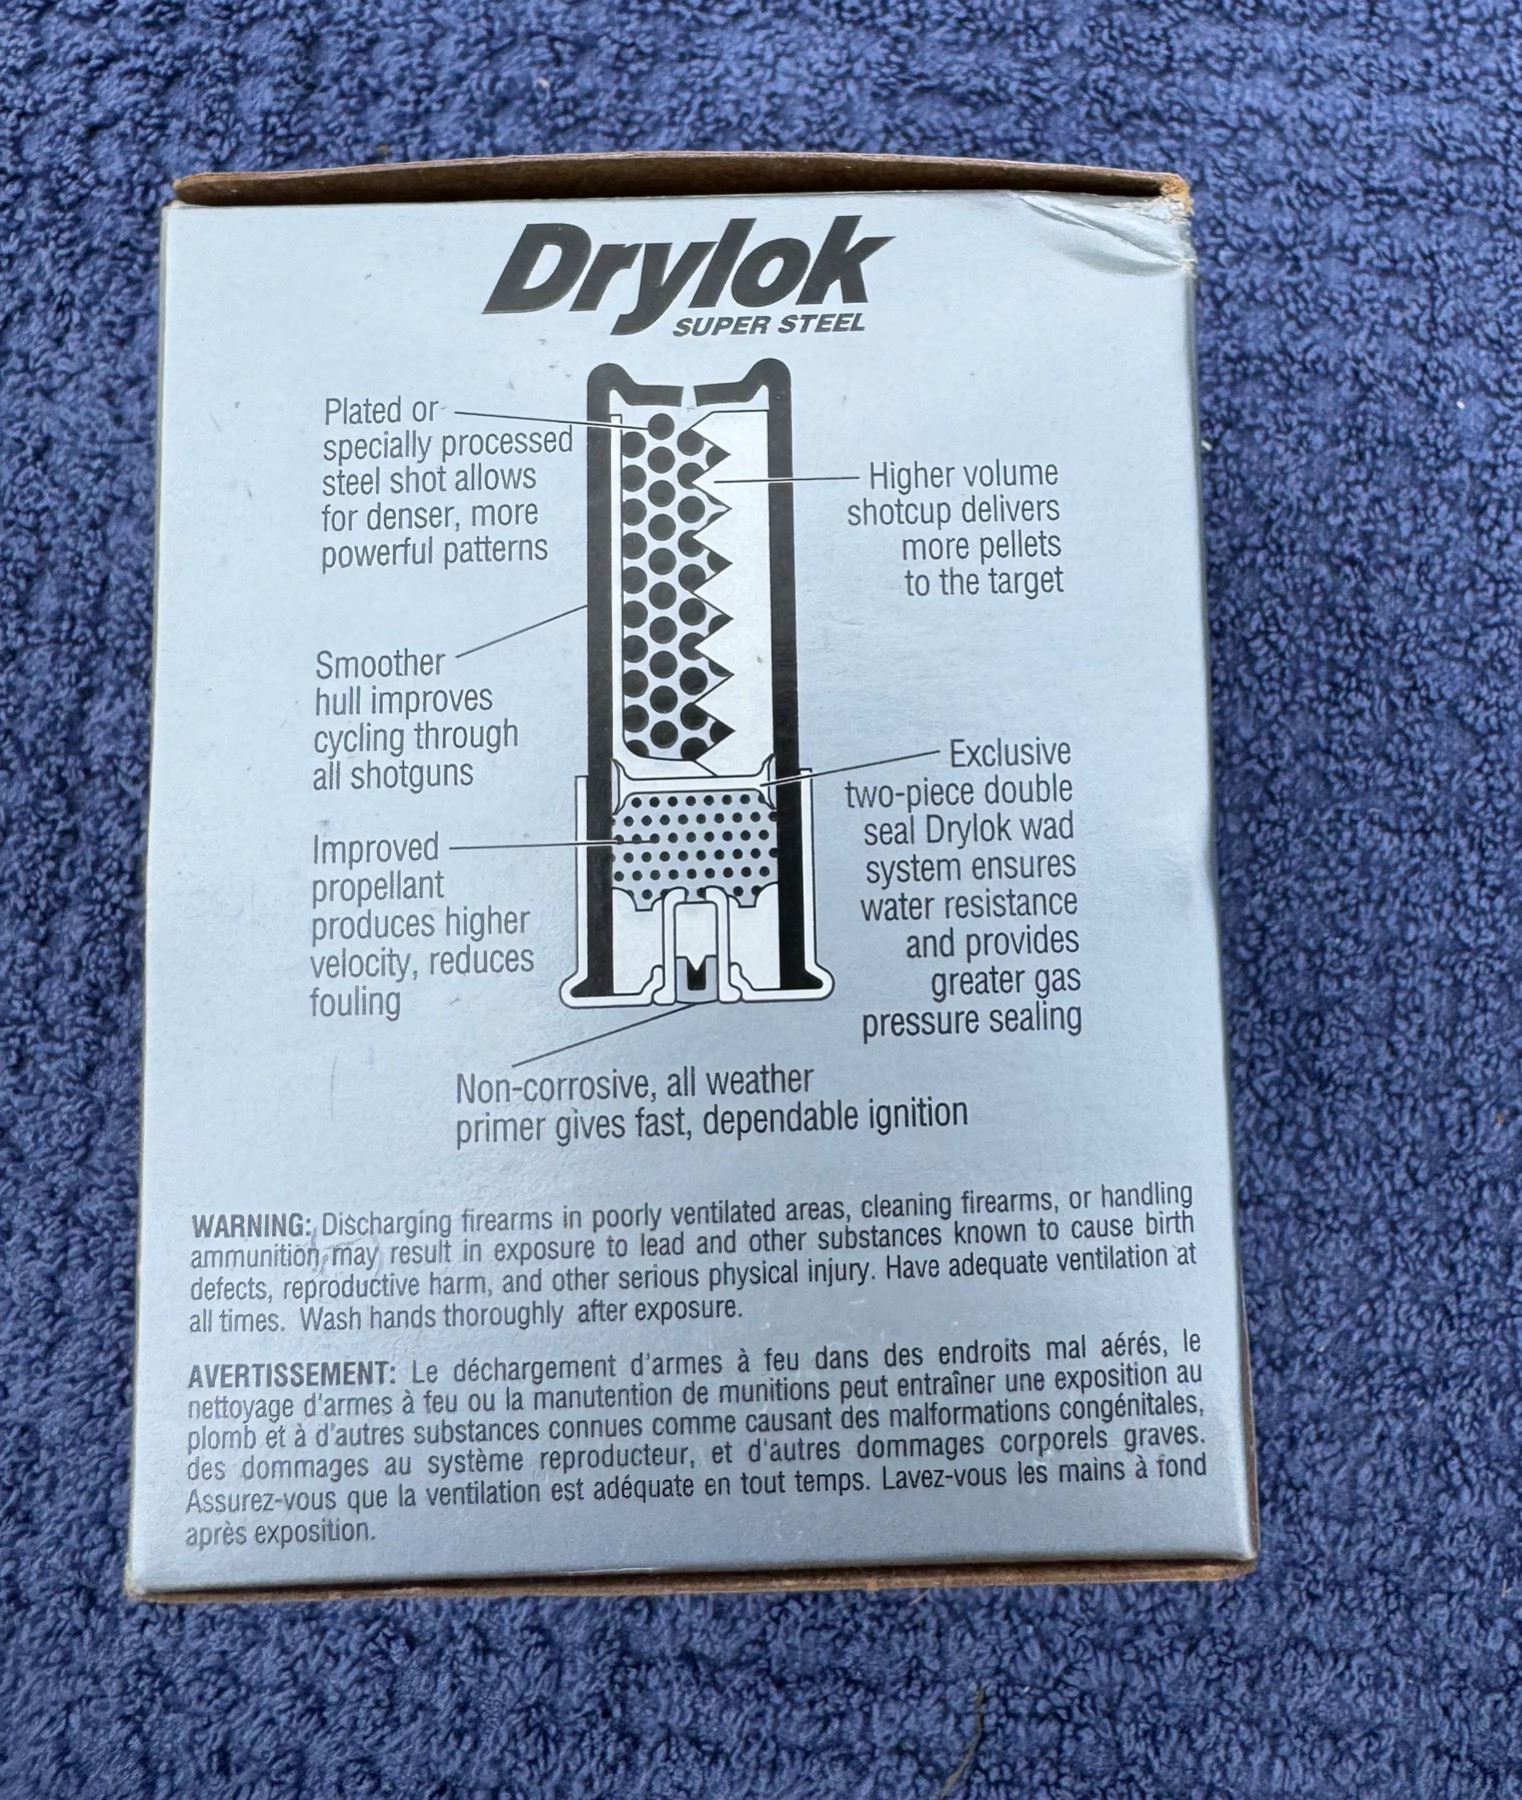 Drylok
SUPER STEEL
Plated or
specially processed
steel shot allows
for denser, more
powerful patterns
Higher volume
shotcup delivers
more pellets
to the target
Smoother
hull improves
cycling through
all shotguns
Exclusive
two-piece double
seal Drylok wad
system ensures
water resistance
and provides
greater gas
pressure sealing
Improved
propellant
produces higher
velocity, reduces
fouling
Non-corrosive, all weather
primer gives fast, dependable ignition
WARNING: Discharging firearms in poorly ventilated areas, cleaning firearms, or handling
ammunition, may result in exposure to lead and other substances known to cause birth
defects, reproductive harm, and other serious physical injury. Have adequate ventilation at
all times. Wash hands thoroughly after exposure.
AVERTISSEMENT: Le déchargement d'armes à feu dans des endroits mal aérés, le
nettoyage d'armes à feu ou la manutention de munitions peut entraîner une exposition au
plomb et à d'autres substances connues comme causant des malformations congénitales,
des dommages au système reproducteur, et d'autres dommages corporels graves.
Assurez-vous que la ventilation est adéquate en tout temps. Lavez-vous les mains à fond
après exposition.